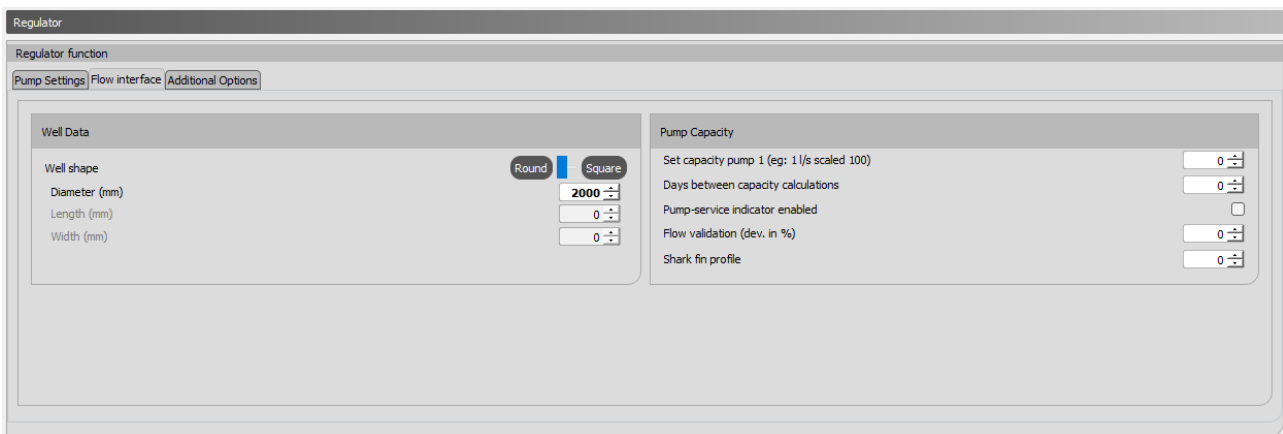 Regulator
Regulator function
Pump Settings Flow interface Additional Options
Well Data
Well shape Round Square
Diameter (mm) 2000
Length (mm) 0
Width (mm) 0
Pump Capacity
Set capacity pump 1 (eg: 1 l/s scaled 100) 0
Days between capacity calculations 0
Pump-service indicator enabled
Flow validation (dev. in %) 0
Shark fin profile 0